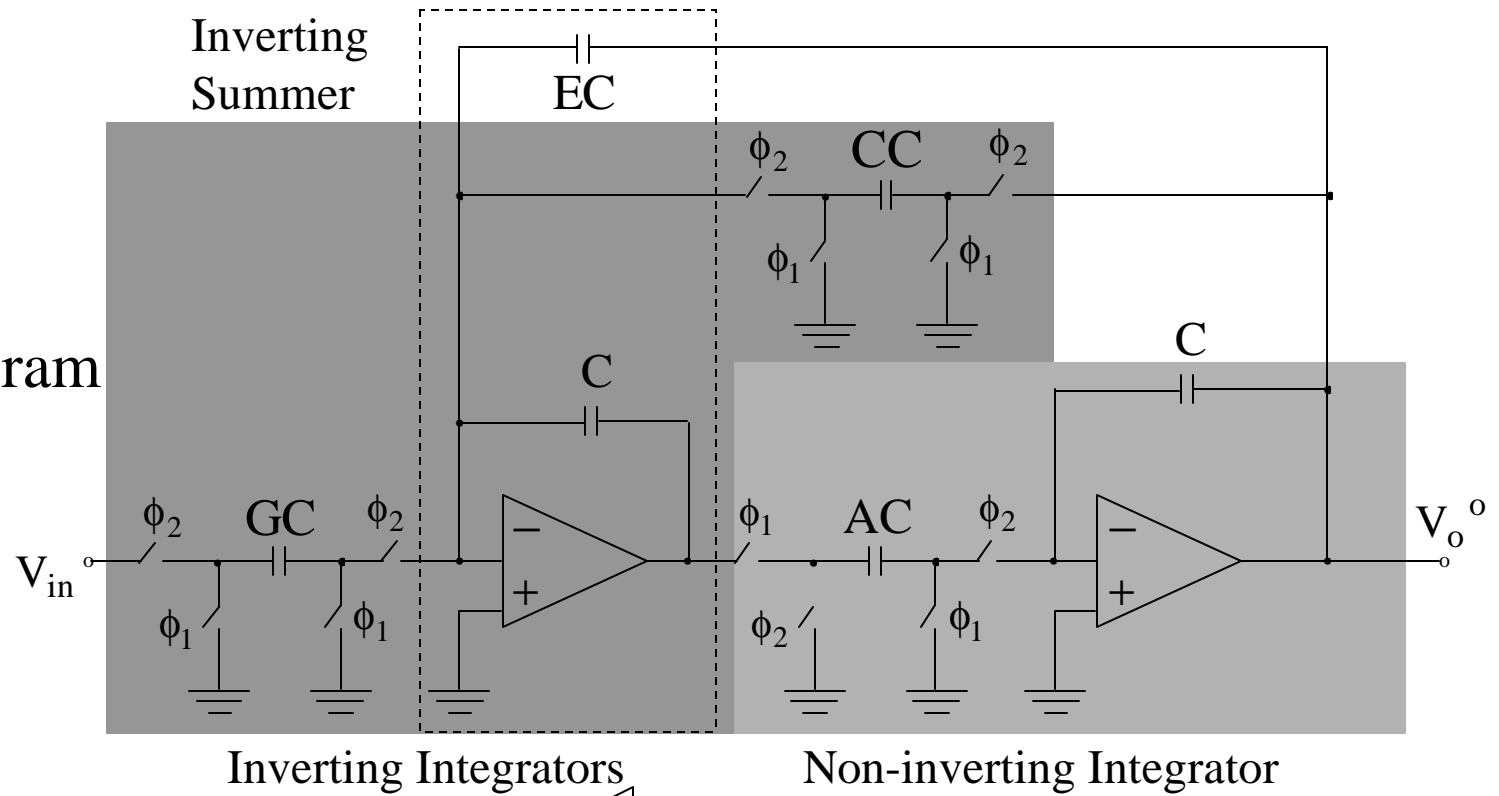 Inverting
Summer
EC
ϕ2 CC ϕ2
ϕ1 ϕ1
C
ram
C
ϕ2 GC ϕ2
ϕ1 AC ϕ2
Vin
− −
Vo o
+ +
ϕ1 ϕ1
ϕ2 ϕ1
Inverting Integrators
Non-inverting Integrator